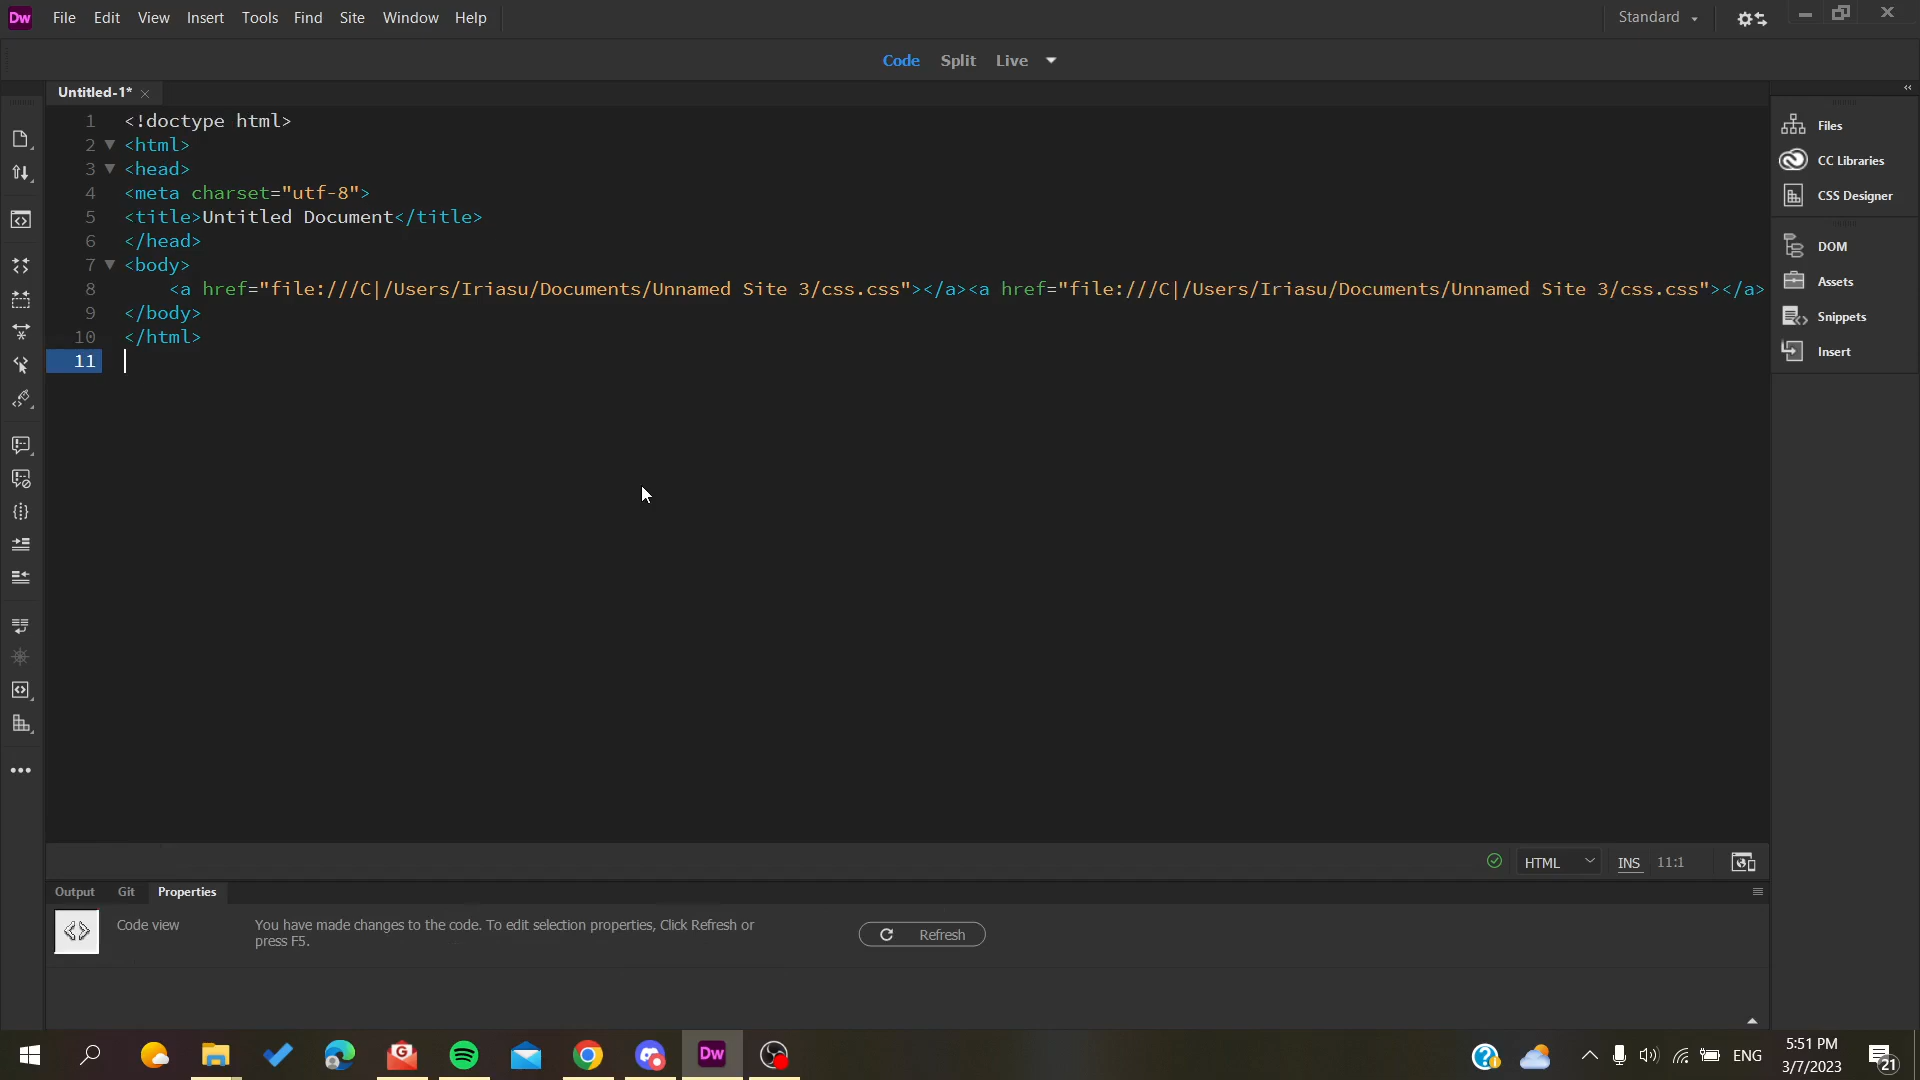 Dw File Edit View Insert Tools Find Site Window Help Standard
Code Split Live
Untitled-1*
1 <!doctype html>
2 <html>
3 <head>
4 <meta charset="utf-8">
5 <title>Untitled Document</title>
6 </head>
7 <body>
8 <a href="file:///C|/Users/Iriasu/Documents/Unnamed Site 3/css.css"></a><a href="file:///C|/Users/Iriasu/Documents/Unnamed Site 3/css.css"></a>
9 </body>
10 </html>
11
Files
CC Libraries
CSS Designer
DOM
Assets
Snippets
Insert
HTML INS 11:1
Output Git Properties
Code view
You have made changes to the code. To edit selection properties, Click Refresh or
press F5.
Refresh
Dw
ENG
5:51 PM
3/7/2023
21